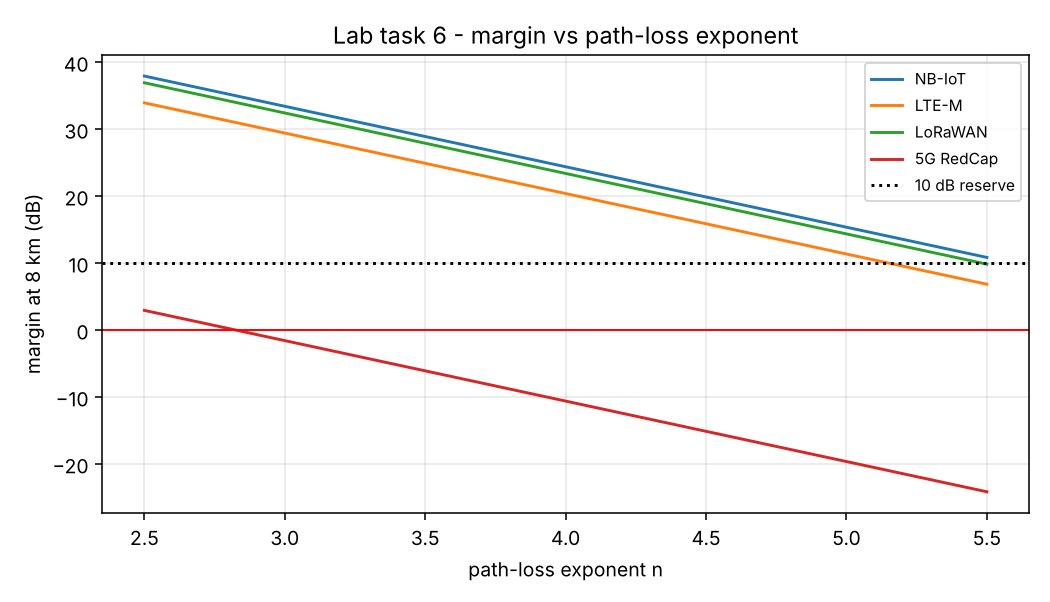 Lab task 6 - margin vs path-loss exponent
margin at 8 km (dB)
40
30
20
10
0
−10
−20
NB-IoT
LTE-M
LoRaWAN
5G RedCap
10 dB reserve
2.5 3.0 3.5 4.0 4.5 5.0 5.5
path-loss exponent n